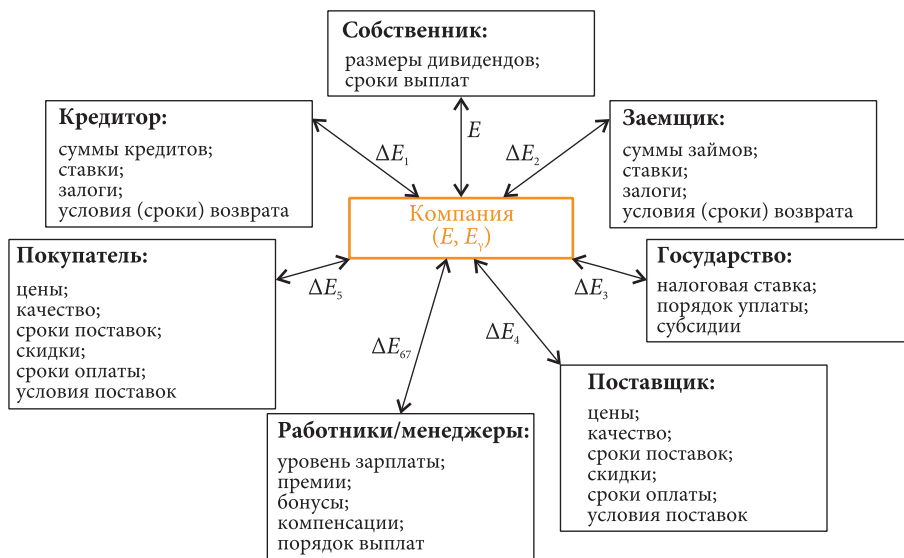 Собственник:
размеры дивидендов;
сроки выплат
Кредитор:
суммы кредитов;
ставки;
залоги;
условия (сроки) возврата
ΔE₁
E
ΔE₂
Заемщик:
суммы займов;
ставки;
залоги;
условия (сроки) возврата
Компания
(E, Eᵧ)
Покупатель:
цены;
качество;
сроки поставок;
скидки;
сроки оплаты;
условия поставок
ΔE₅
ΔE₃
Государство:
налоговая ставка;
порядок уплаты;
субсидии
ΔE₆₇
ΔE₄
Работники/менеджеры:
уровень зарплаты;
премии;
бонусы;
компенсации;
порядок выплат
Поставщик:
цены;
качество;
сроки поставок;
скидки;
сроки оплаты;
условия поставок